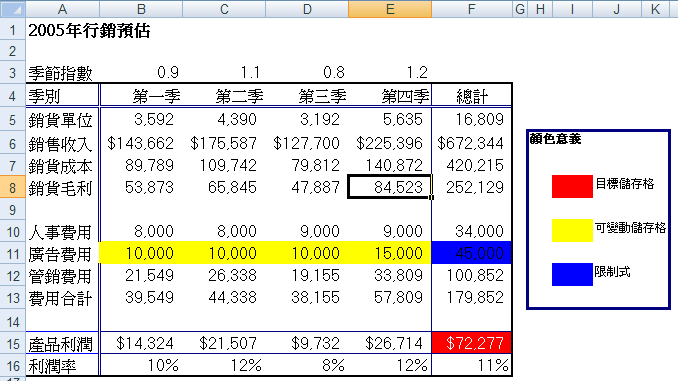 A B C D E F G H I J K
1 2005年行銷預估
2
3 季節指數 0.9 1.1 0.8 1.2
4 季別 第一季 第二季 第三季 第四季 總計
5 銷貨單位 3,592 4,390 3,192 5,635 16,809
6 銷售收入 $143,662 $175,587 $127,700 $225,396 $672,344
7 銷貨成本 89,789 109,742 79,812 140,872 420,215
8 銷貨毛利 53,873 65,845 47,887 84,523 252,129
9
10 人事費用 8,000 8,000 9,000 9,000 34,000
11 廣告費用 10,000 10,000 10,000 15,000 45,000
12 管銷費用 21,549 26,338 19,155 33,809 100,852
13 費用合計 39,549 44,338 38,155 57,809 179,852
14
15 產品利潤 $14,324 $21,507 $9,732 $26,714 $72,277
16 利潤率 10% 12% 8% 12% 11%
顏色意義
目標儲存格
可變動儲存格
限制式